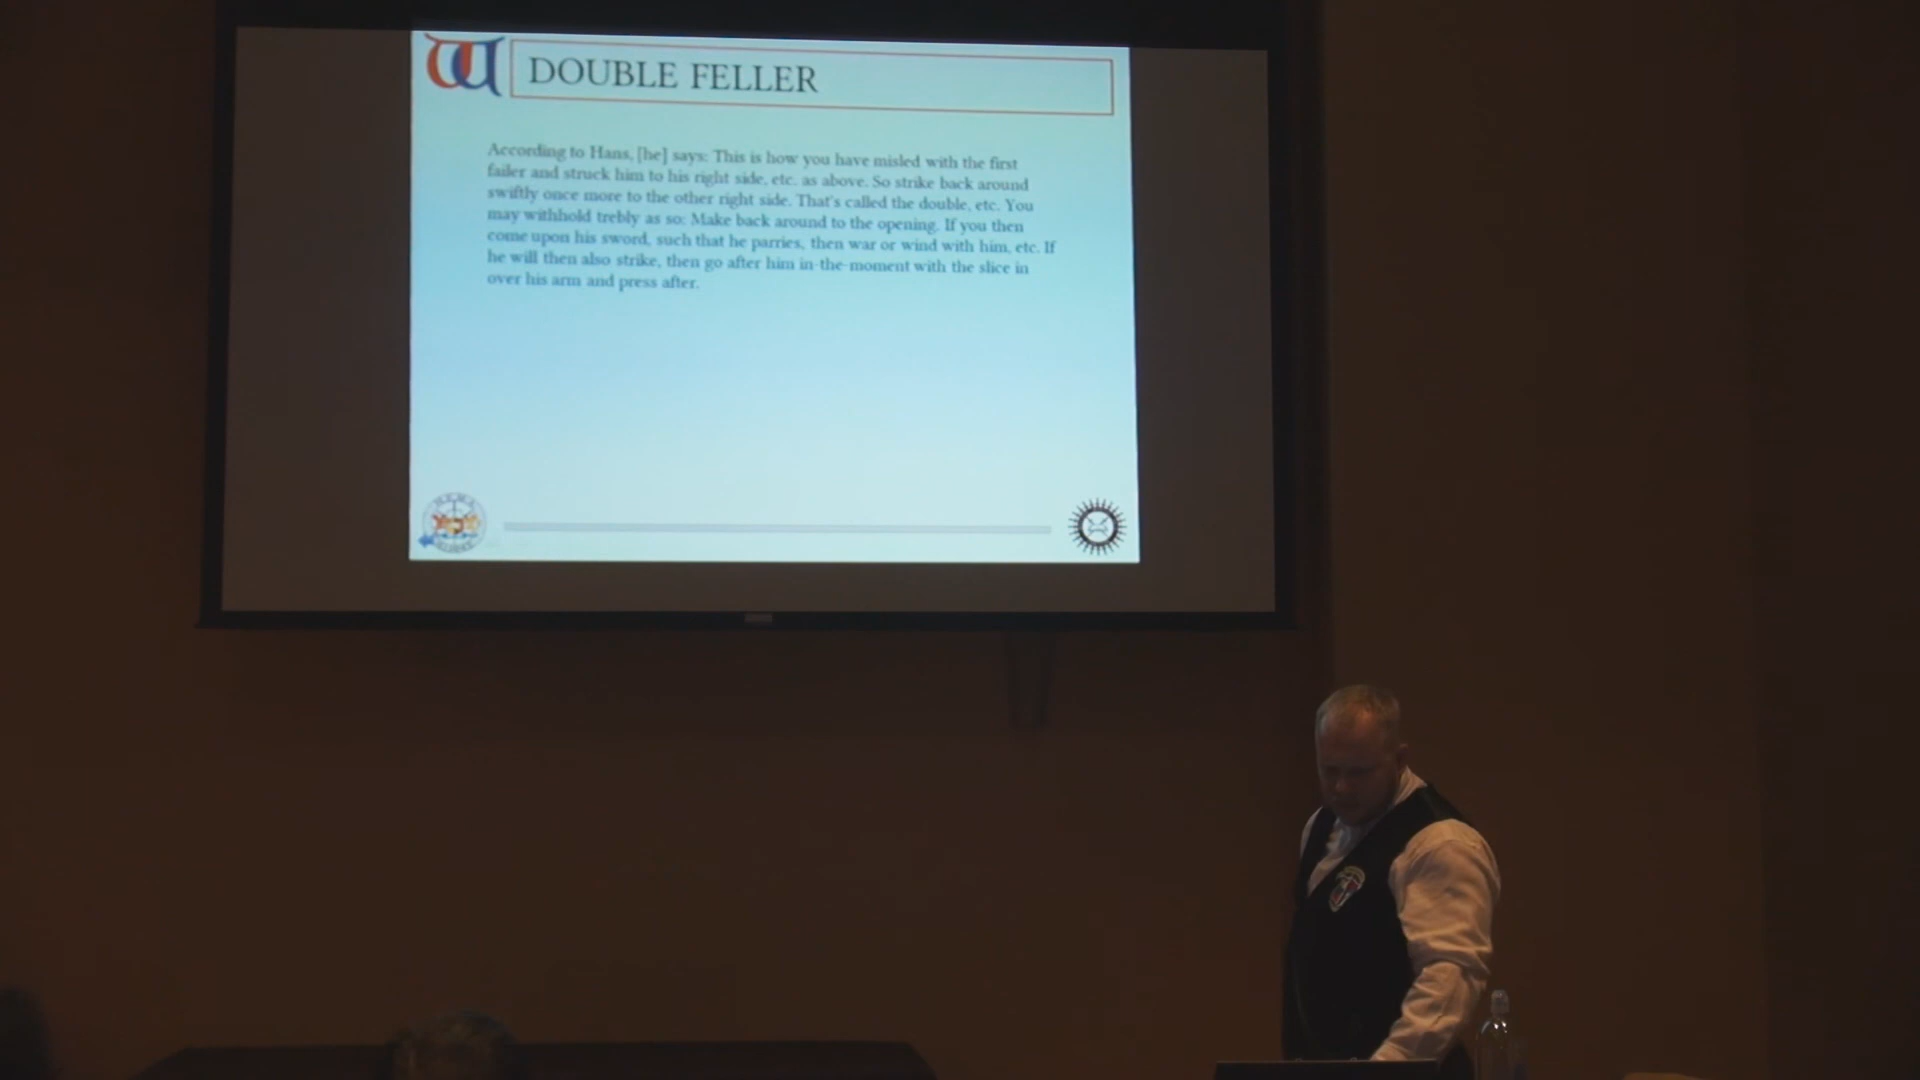 DOUBLE FELLER
According to Hans, [he] says: This is how you have misled with the first
failer and struck him to his right side, etc. as above. So strike back around
swiftly once more to the other right side. That's called the double, etc. You
may withhold trebly as so: Make back around to the opening. If you then
come upon his sword, such that he parries, then war or wind with him, etc. If
he will then also strike, then go after him in-the-moment with the slice in
over his arm and press after.